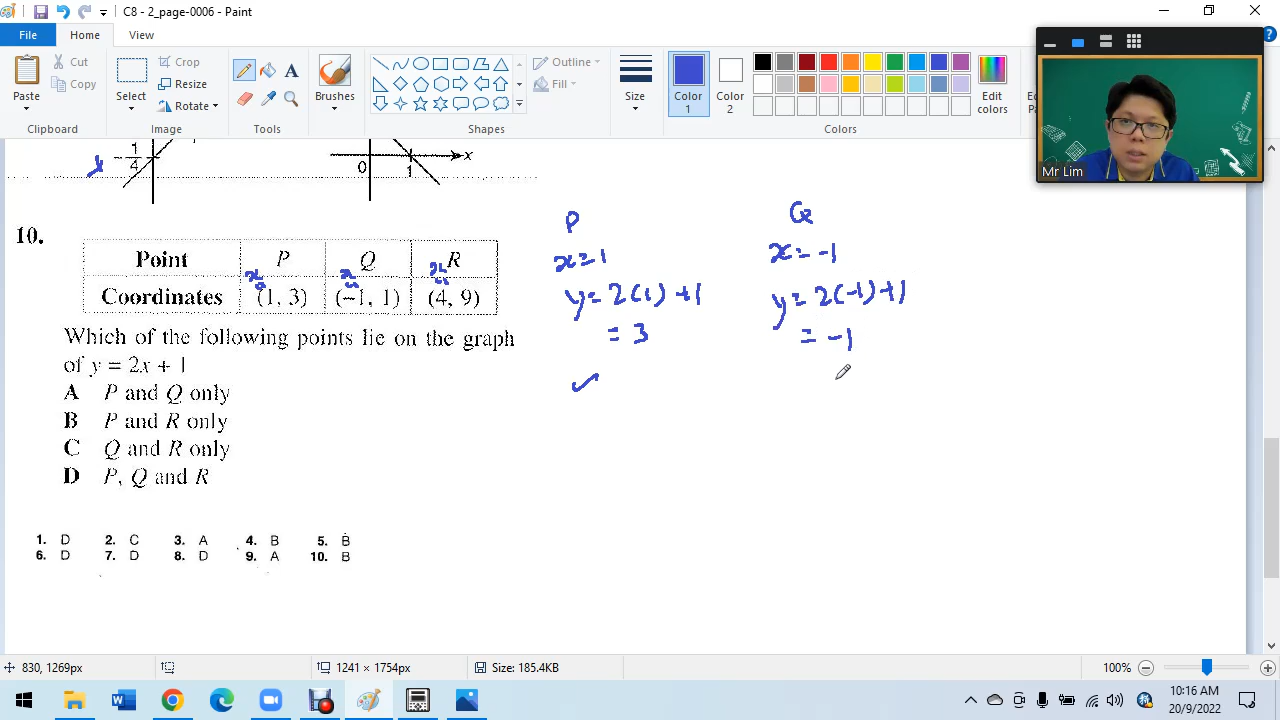 C8 - 2_page-0006 - Paint
File Home View
Paste
Cut
Copy
Clipboard
Select
Crop
Resize
Rotate
Image
A
Tools
Brushes
Shapes
Outline
Fill
Size
Color 1
Color 2
Edit colors
Colors
Mr Lim
-1/4
0 1 x
10.
Point P Q R
Coordinates (1, 3) (-1, 1) (4, 9)
Which of the following points lie on the graph
of y = 2x + 1
A P and Q only
B P and R only
C Q and R only
D P, Q and R
P
x = 1
y = 2(1) + 1
= 3
Q
x = -1
y = 2(-1) + 1
= -1
1. D 2. C 3. A 4. B 5. B
6. D 7. D 8. D 9. A 10. B
830, 1269px
1241 × 1754px
Size: 185.4KB
100%
10:16 AM
20/9/2022